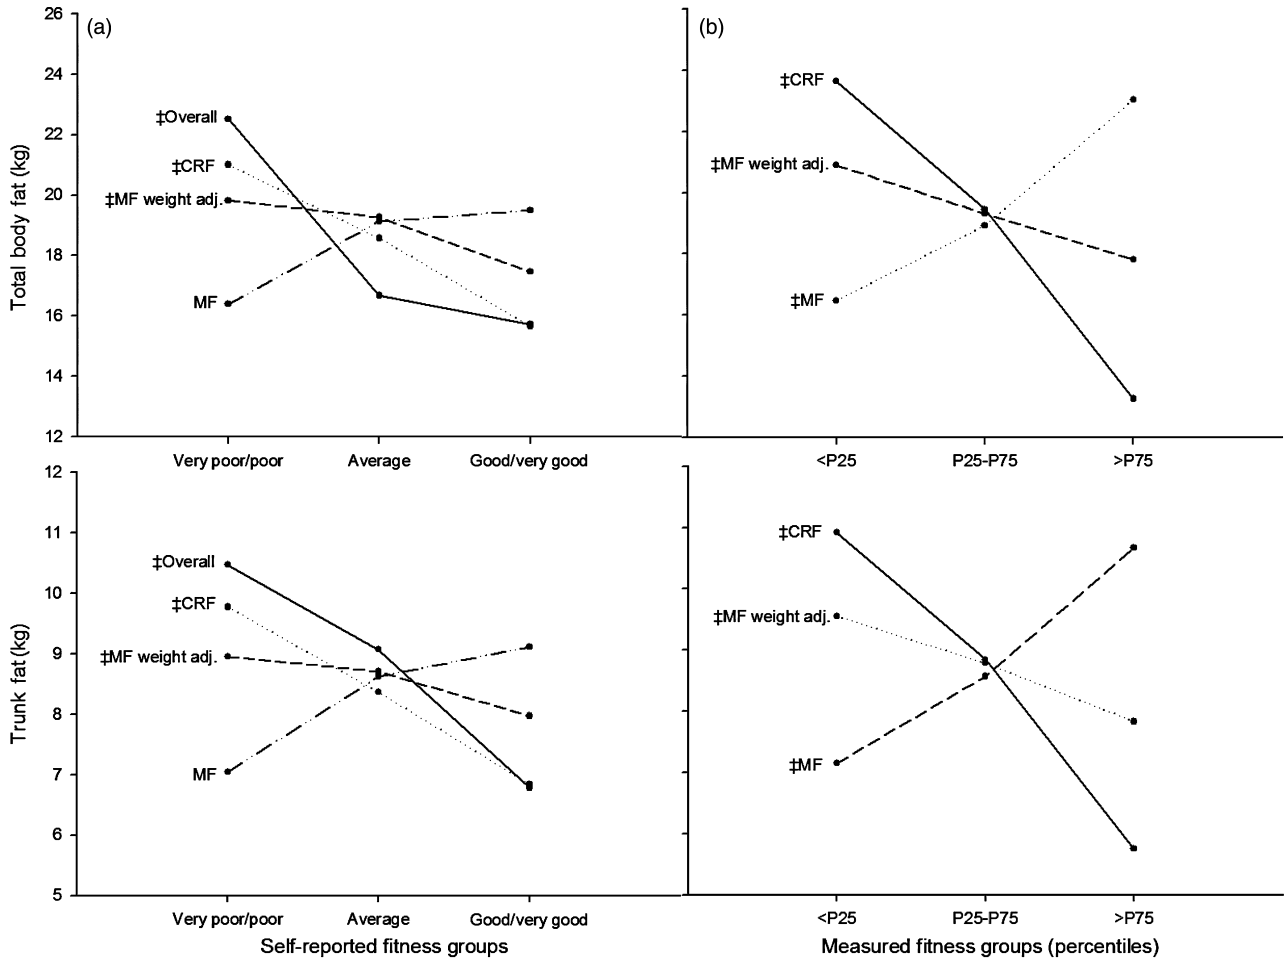 (a)
Total body fat (kg)
26
24
22
20
18
16
14
12
‡Overall
‡CRF
‡MF weight adj.
MF
Very poor/poor Average Good/very good
(b)
‡CRF
‡MF weight adj.
‡MF
<P25 P25-P75 >P75
Trunk fat (kg)
12
11
10
9
8
7
6
5
‡Overall
‡CRF
‡MF weight adj.
MF
Very poor/poor Average Good/very good
Self-reported fitness groups
‡CRF
‡MF weight adj.
‡MF
<P25 P25-P75 >P75
Measured fitness groups (percentiles)